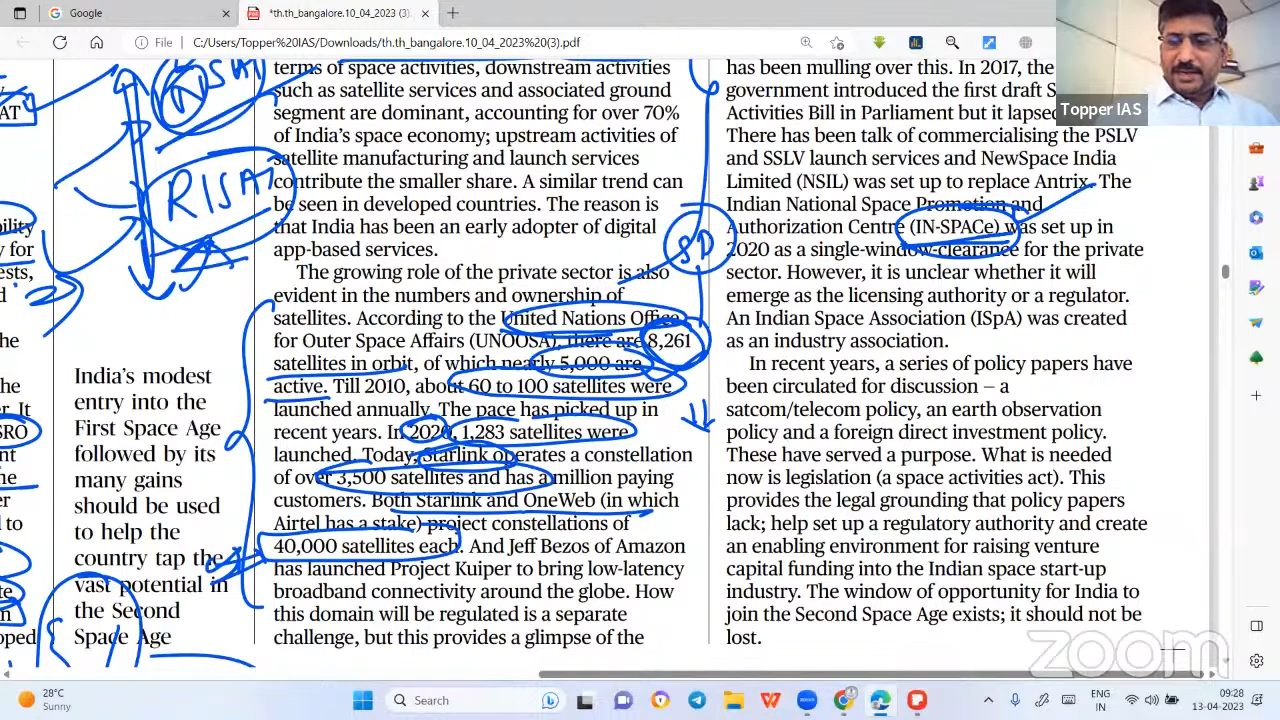 Google
*th.th_bangalore.10_04_2023 (3).p
File
C:/Users/Topper%20IAS/Downloads/th.th_bangalore.10_04_2023%20(3).pdf
Topper IAS
AT
RISAT
SD
bility
y for
ests,
he
SRO
nt
he
er
d to
te
n
oped
India's modest
entry into the
First Space Age
followed by its
many gains
should be used
to help the
country tap the
vast potential in
the Second
Space Age
terms of space activities, downstream activities
such as satellite services and associated ground
segment are dominant, accounting for over 70%
of India's space economy; upstream activities of
satellite manufacturing and launch services
contribute the smaller share. A similar trend can
be seen in developed countries. The reason is
that India has been an early adopter of digital
app-based services.
The growing role of the private sector is also
evident in the numbers and ownership of
satellites. According to the United Nations Office
for Outer Space Affairs (UNOOSA), there are 8,261
satellites in orbit, of which nearly 5,000 are
active. Till 2010, about 60 to 100 satellites were
launched annually. The pace has picked up in
recent years. In 2020, 1,283 satellites were
launched. Today, Starlink operates a constellation
of over 3,500 satellites and has a million paying
customers. Both Starlink and OneWeb (in which
Airtel has a stake) project constellations of
40,000 satellites each. And Jeff Bezos of Amazon
has launched Project Kuiper to bring low-latency
broadband connectivity around the globe. How
this domain will be regulated is a separate
challenge, but this provides a glimpse of the
has been mulling over this. In 2017, the
government introduced the first draft S
Activities Bill in Parliament but it lapsed
There has been talk of commercialising the PSLV
and SSLV launch services and NewSpace India
Limited (NSIL) was set up to replace Antrix. The
Indian National Space Promotion and
Authorization Centre (IN-SPACe) was set up in
2020 as a single-window-clearance for the private
sector. However, it is unclear whether it will
emerge as the licensing authority or a regulator.
An Indian Space Association (ISpA) was created
as an industry association.
In recent years, a series of policy papers have
been circulated for discussion – a
satcom/telecom policy, an earth observation
policy and a foreign direct investment policy.
These have served a purpose. What is needed
now is legislation (a space activities act). This
provides the legal grounding that policy papers
lack; help set up a regulatory authority and create
an enabling environment for raising venture
capital funding into the Indian space start-up
industry. The window of opportunity for India to
join the Second Space Age exists; it should not be
lost.
zoom
28°C
Sunny
Search
ENG
IN
09:28
13-04-2023